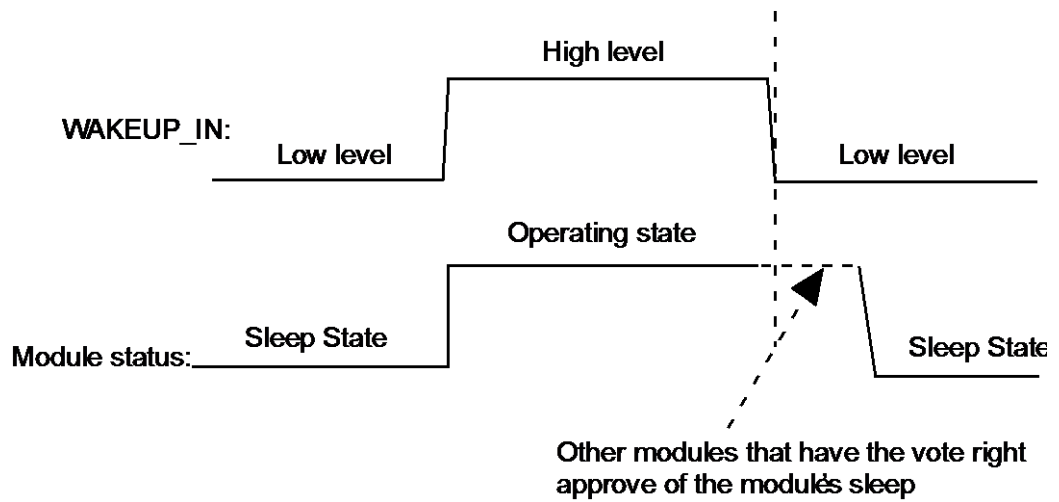 High level
WAKEUP_IN:
Low level
Low level
Operating state
Sleep State
Module status:
Sleep State
Other modules that have the vote right
approve of the module's sleep